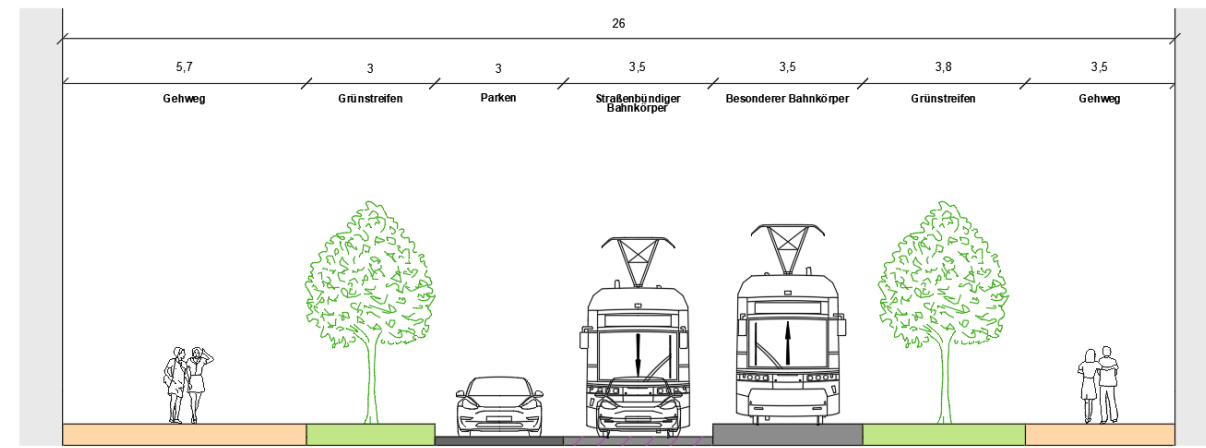 26
5,7
3
3
3,5
3,5
3,8
3,5
Gehweg
Grünstreifen
Parken
Straßenbündiger
Bahnkörper
Besonderer Bahnkörper
Grünstreifen
Gehweg